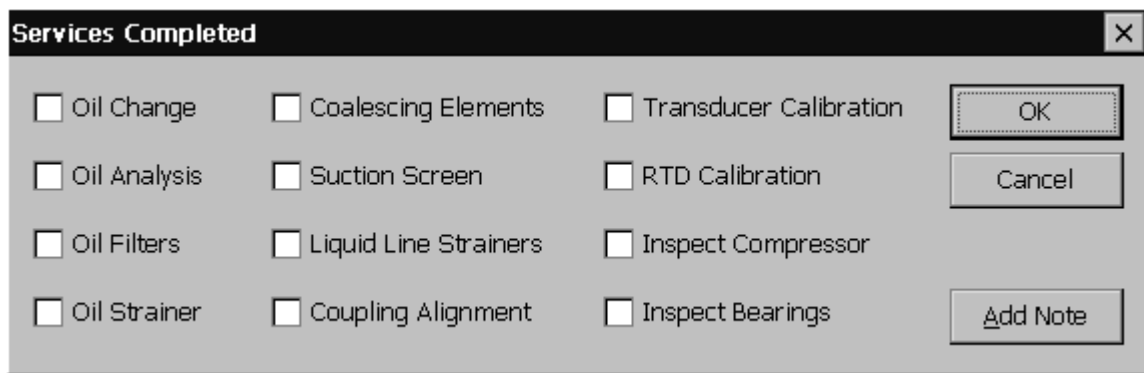 Services Completed
Oil Change
Coalescing Elements
Transducer Calibration
OK
Oil Analysis
Suction Screen
RTD Calibration
Cancel
Oil Filters
Liquid Line Strainers
Inspect Compressor
Oil Strainer
Coupling Alignment
Inspect Bearings
Add Note